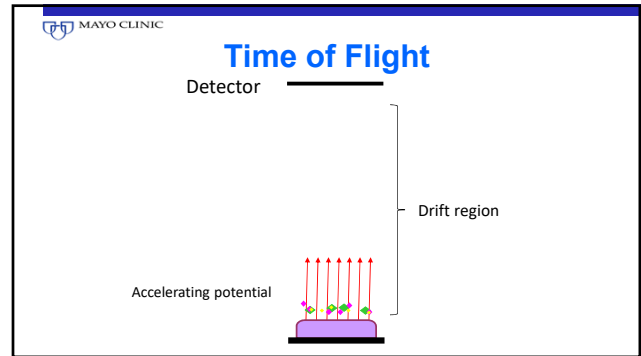 MAYO CLINIC
Time of Flight
Detector
Drift region
Accelerating potential